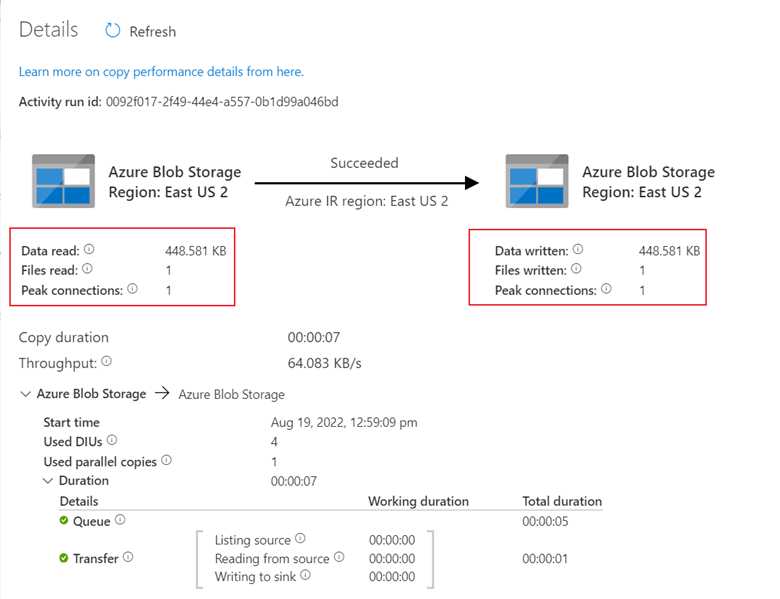 Details Refresh
Learn more on copy performance details from here.
Activity run id: 0092f017-2f49-44e4-a557-0b1d99a046bd
Succeeded
Azure Blob Storage Azure Blob Storage
Region: East US 2 Region: East US 2
Azure IR region: East US 2
Data read: 448.581 KB Data written: 448.581 KB
Files read: 1 Files written: 1
Peak connections: 1 Peak connections: 1
Copy duration 00:00:07
Throughput: 64.083 KB/s
Azure Blob Storage → Azure Blob Storage
Start time Aug 19, 2022, 12:59:09 pm
Used DIUs 4
Used parallel copies 1
Duration 00:00:07
Details Working duration Total duration
Queue 00:00:05
Listing source 00:00:00
Transfer Reading from source 00:00:00 00:00:01
Writing to sink 00:00:00